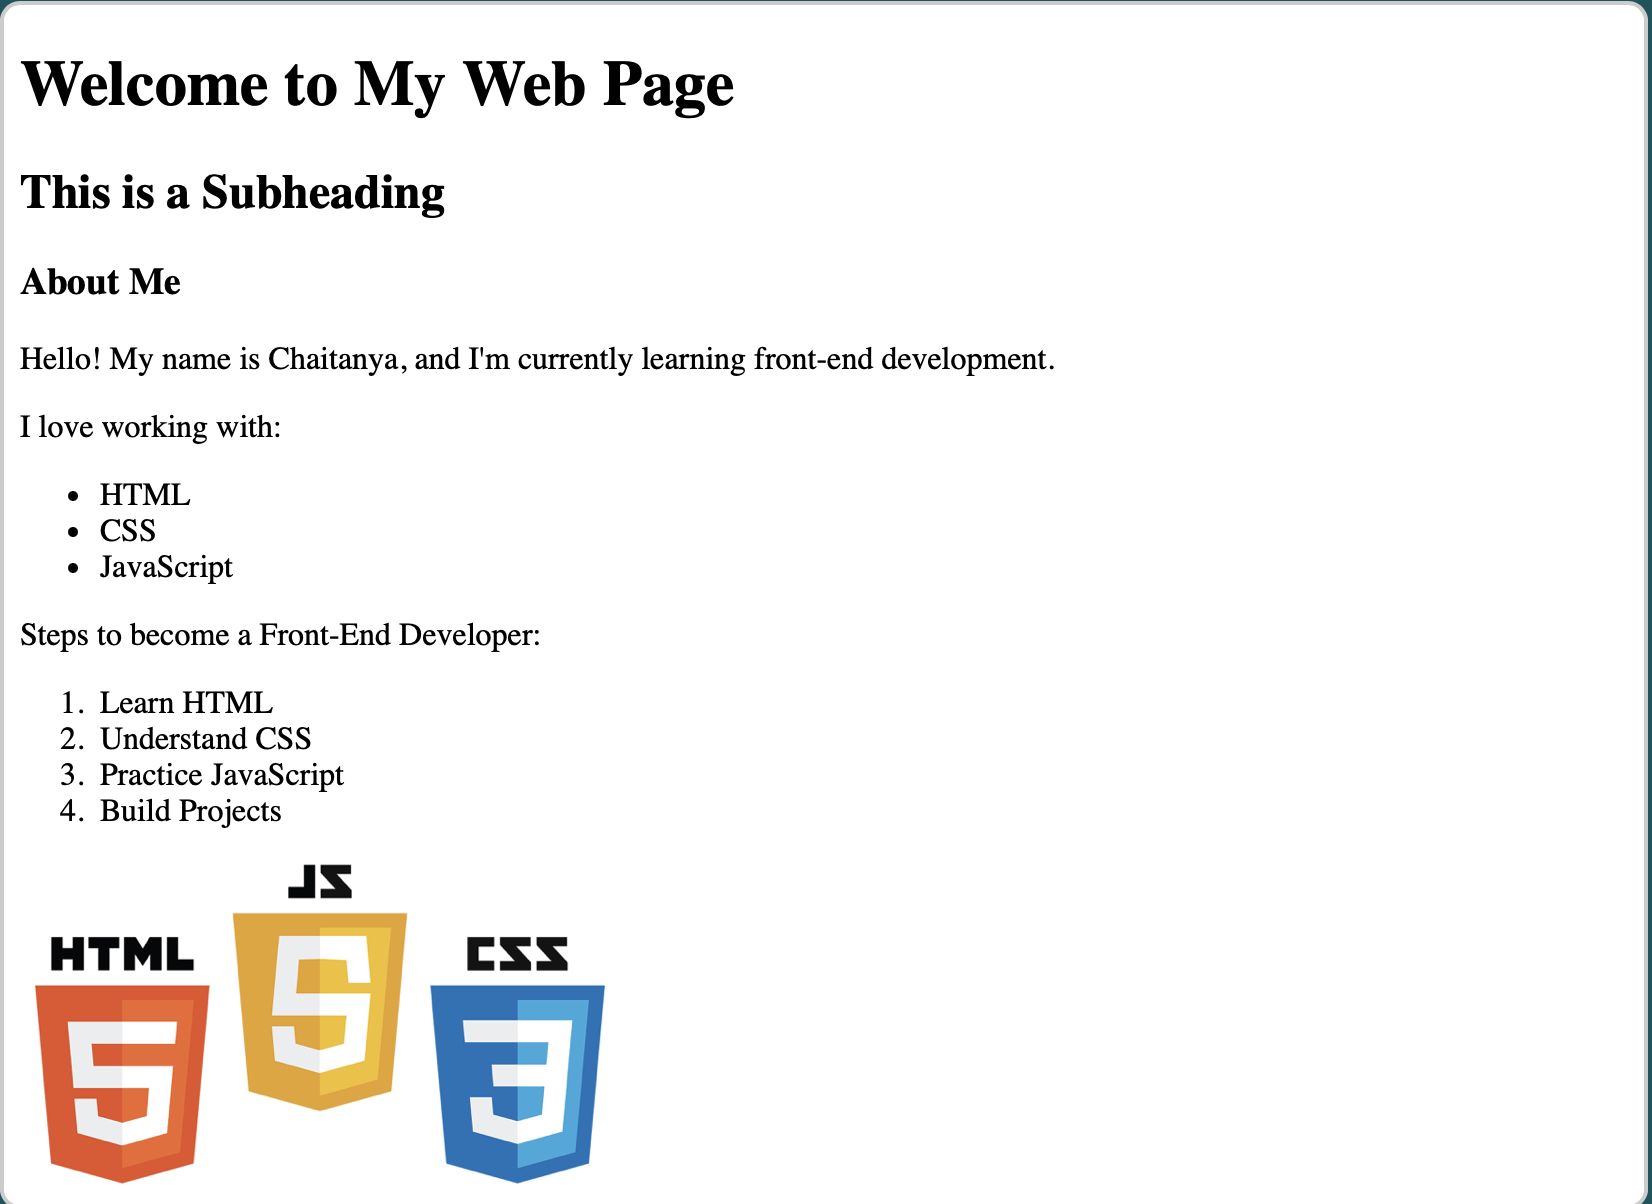 Welcome to My Web Page
This is a Subheading
About Me
Hello! My name is Chaitanya, and I'm currently learning front-end development.
I love working with:
• HTML
• CSS
• JavaScript
Steps to become a Front-End Developer:
1. Learn HTML
2. Understand CSS
3. Practice JavaScript
4. Build Projects
JS
HTML
CSS
5
5
3